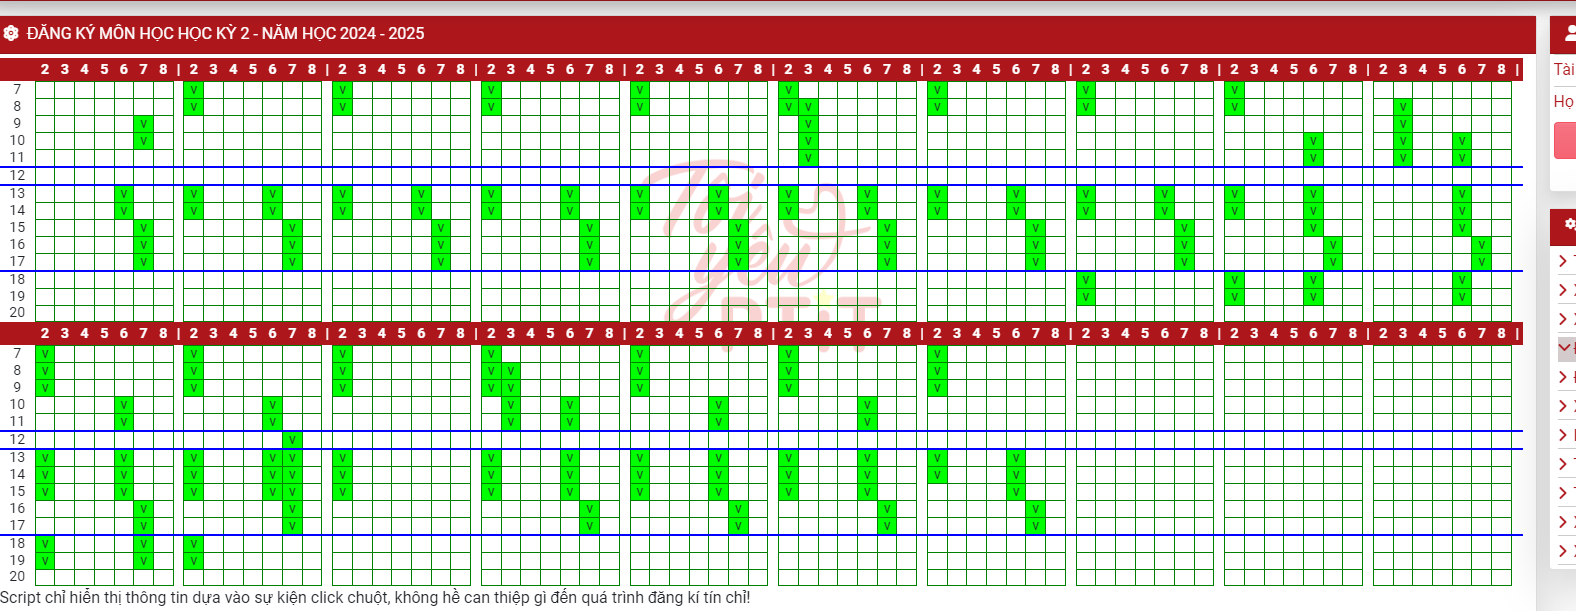 ĐĂNG KÝ MÔN HỌC HỌC KỲ 2 - NĂM HỌC 2024 - 2025
2 3 4 5 6 7 8 | 2 3 4 5 6 7 8 | 2 3 4 5 6 7 8 | 2 3 4 5 6 7 8 | 2 3 4 5 6 7 8 | 2 3 4 5 6 7 8 | 2 3 4 5 6 7 8 | 2 3 4 5 6 7 8 | 2 3 4 5 6 7 8 | 2 3 4 5 6 7 8 |
7 V V V V V V V V
8 V V V V V V V V V V
9 V V V
10 V V V V V
11 V V V V
12
13 V V V V V V V V V V V V V V V V V V
14 V V V V V V V V V V V V V V V V V V
15 V V V V V V V V V V
16 V V V V V V V V V V
17 V V V V V V V V V V
18 V V V V
19 V V V V
20
Tôi yêu PTiT
2 3 4 5 6 7 8 | 2 3 4 5 6 7 8 | 2 3 4 5 6 7 8 | 2 3 4 5 6 7 8 | 2 3 4 5 6 7 8 | 2 3 4 5 6 7 8 | 2 3 4 5 6 7 8 | 2 3 4 5 6 7 8 | 2 3 4 5 6 7 8 | 2 3 4 5 6 7 8 |
7 V V V V V V V
8 V V V V V V V V
9 V V V V V V V V
10 V V V V V V
11 V V V V V V
12 V
13 V V V V V V V V V V V V V V
14 V V V V V V V V V V V V V V
15 V V V V V V V V V V V V V
16 V V V V V V
17 V V V V V V
18 V V V
19 V V V
20
Script chỉ hiển thị thông tin dựa vào sự kiện click chuột, không hề can thiệp gì đến quá trình đăng kí tín chỉ!
Tài
Họ